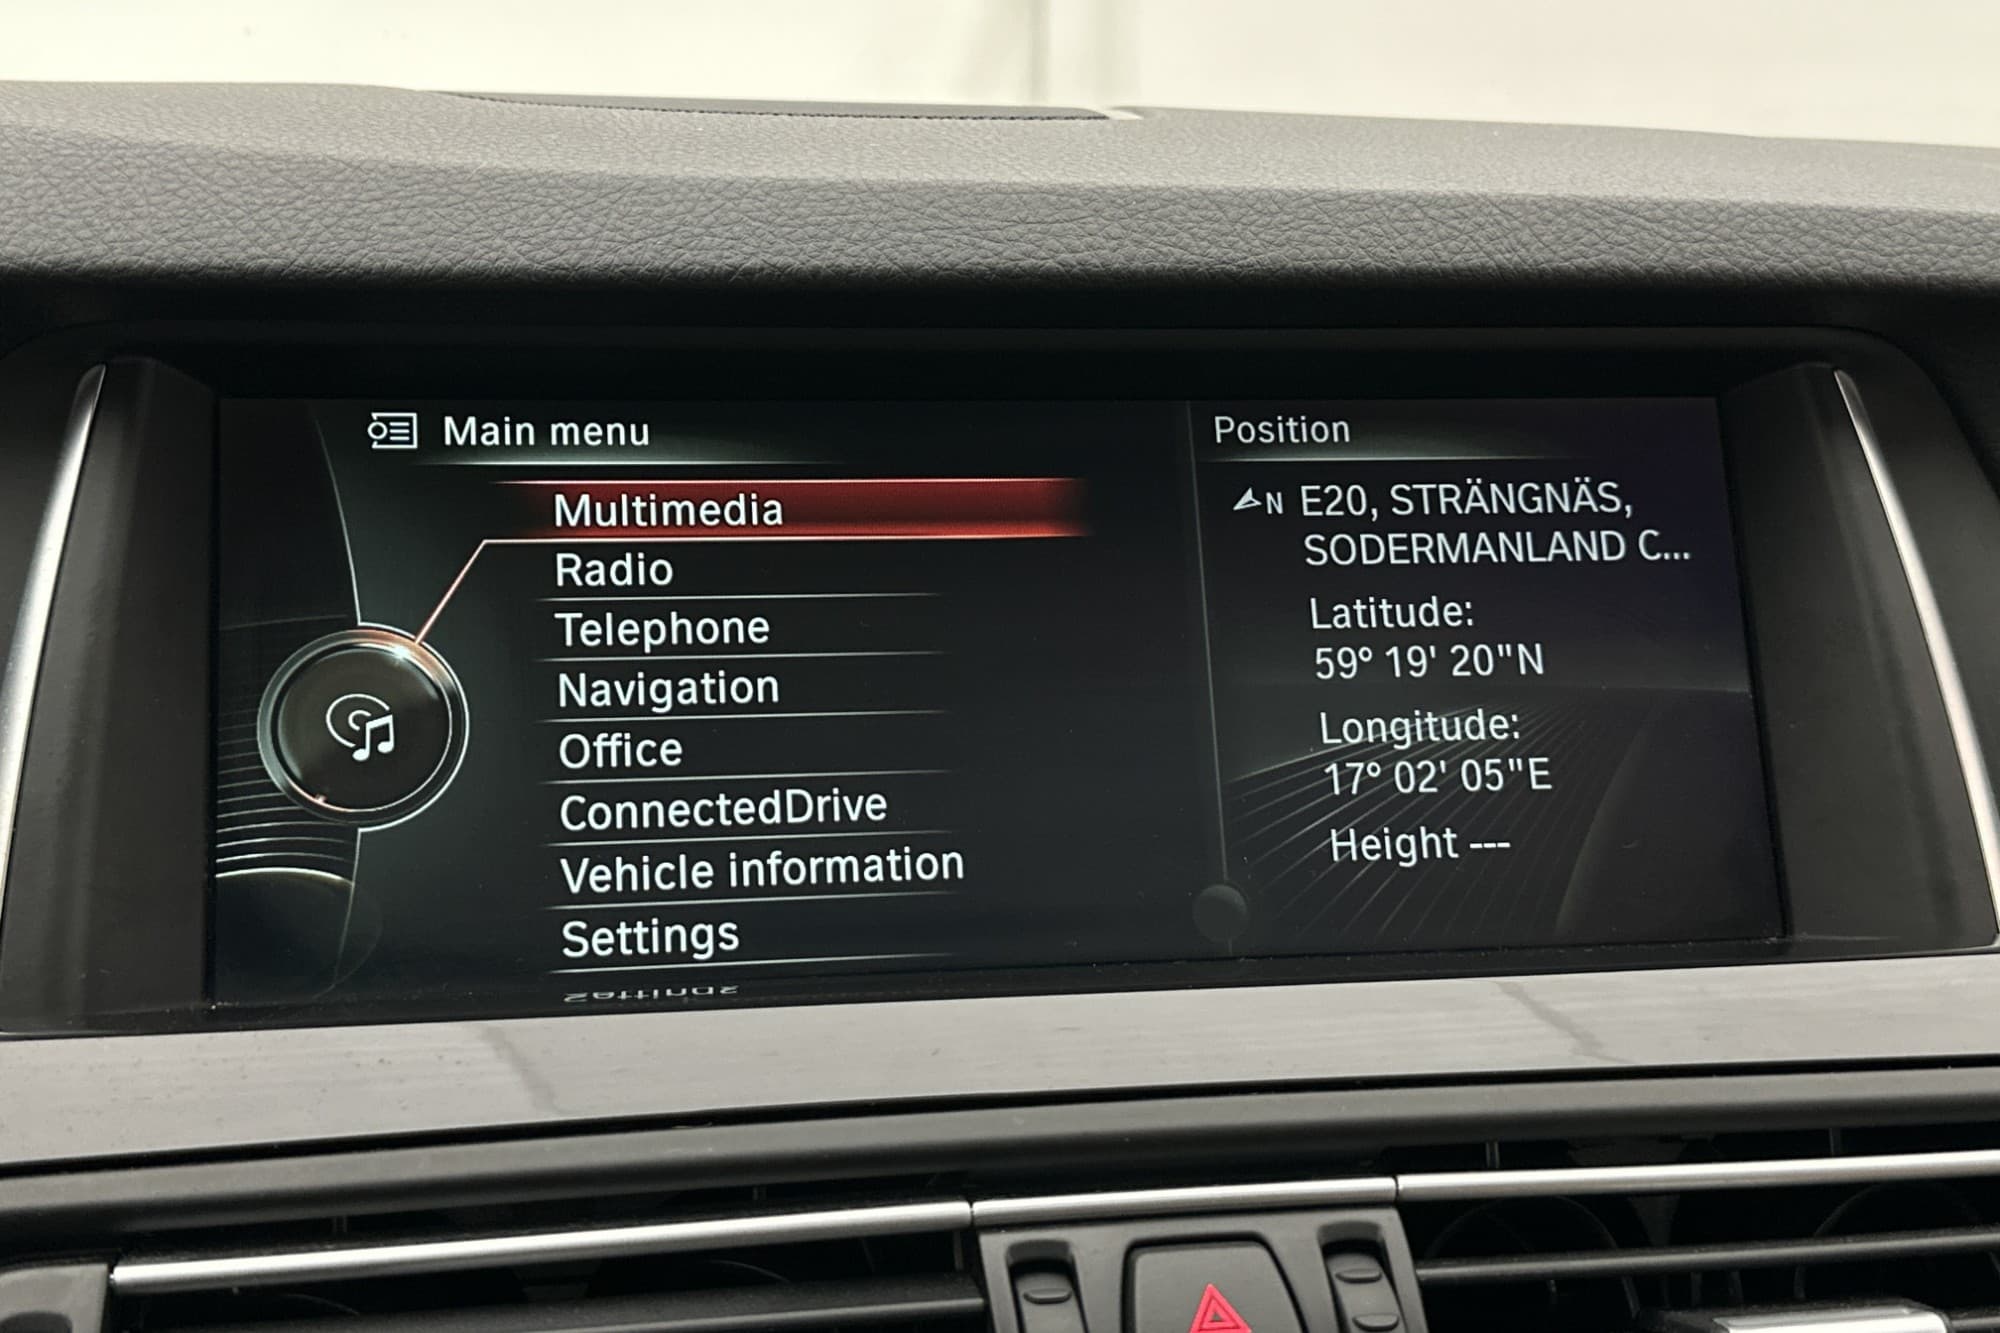 Main menu
Multimedia
Radio
Telephone
Navigation
Office
ConnectedDrive
Vehicle information
Settings
Position
N E20, STRÄNGNÄS,
SODERMANLAND C...
Latitude:
59° 19' 20"N
Longitude:
17° 02' 05"E
Height ---